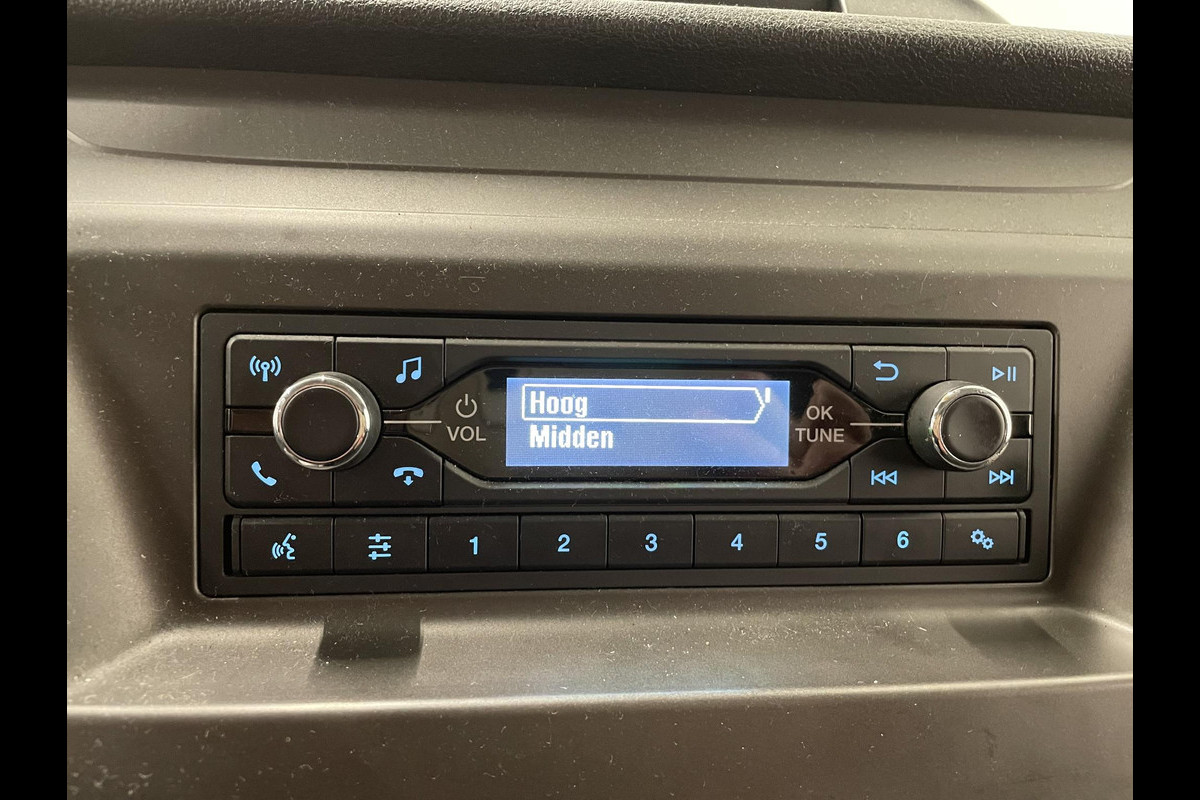 Hoog
Midden
VOL
OK
TUNE
1 2 3 4 5 6